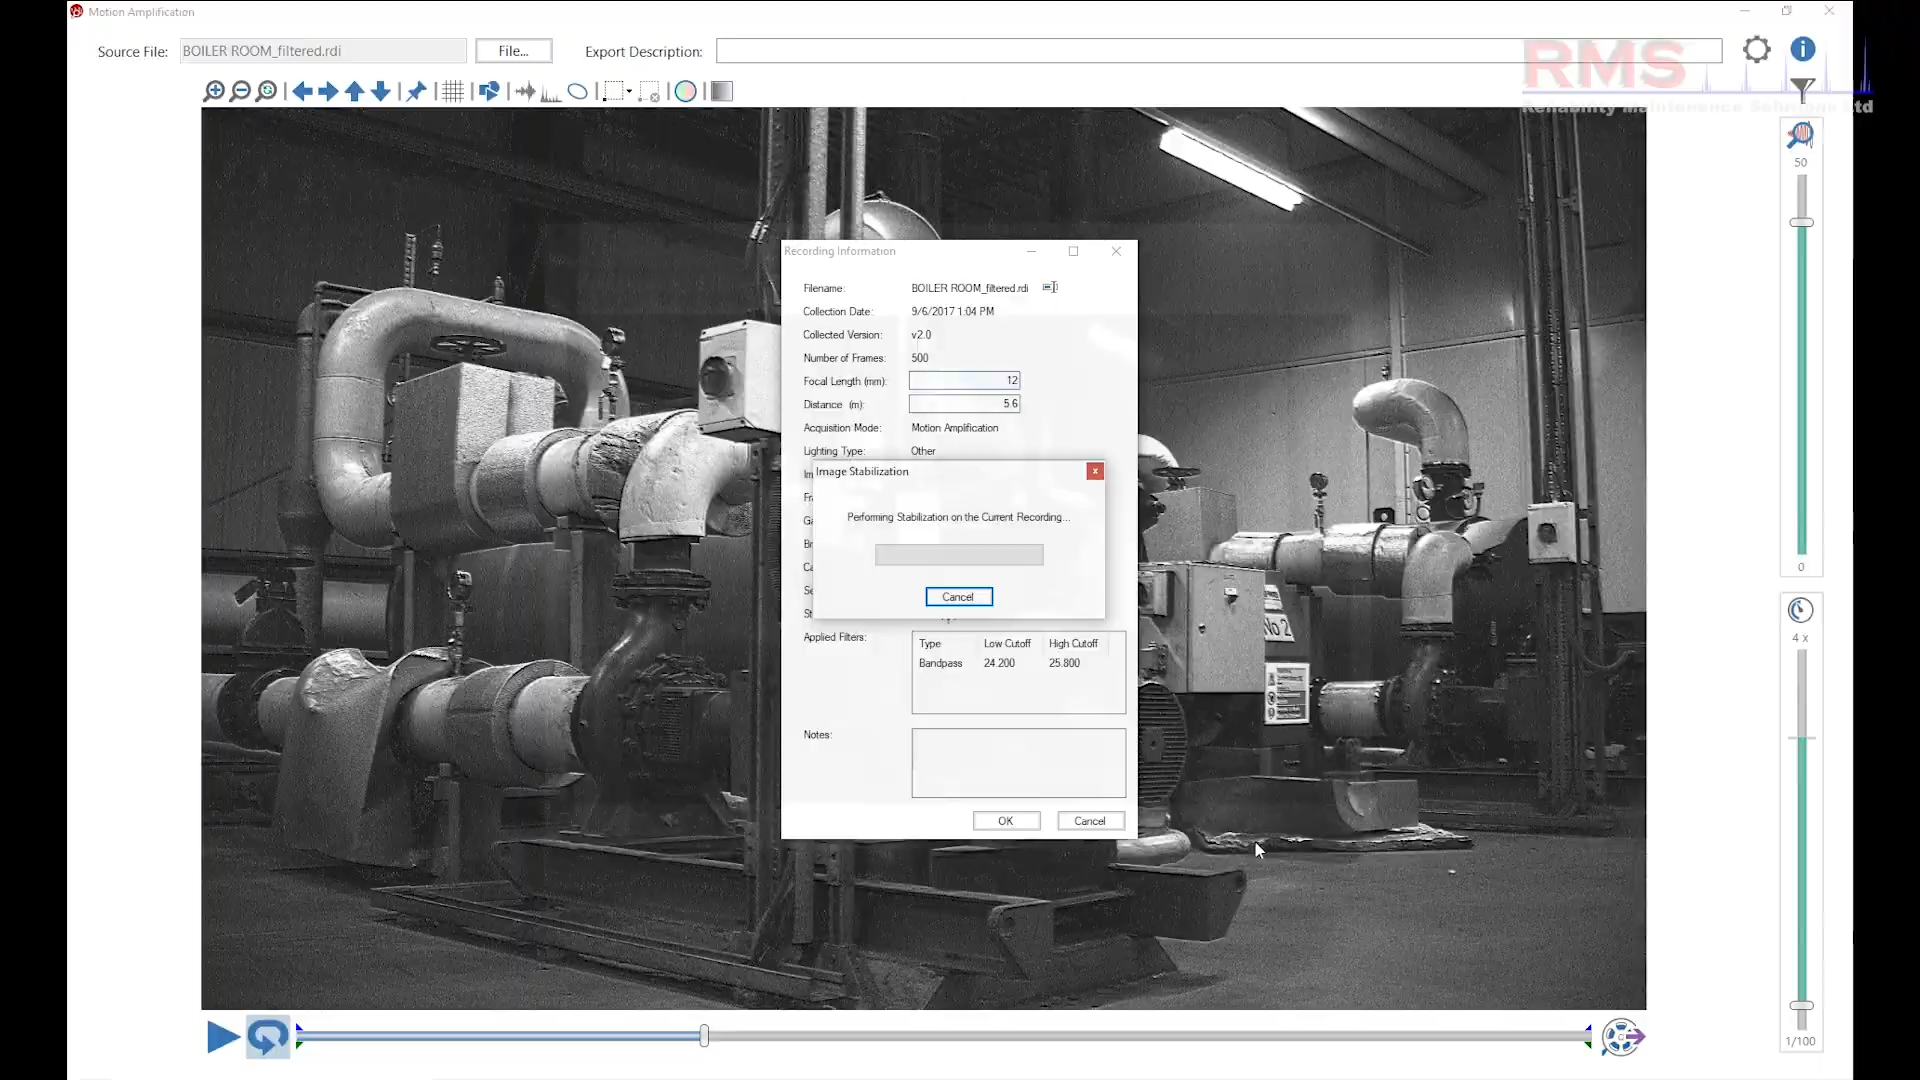 Motion Amplification
Source File: BOILER ROOM_filtered.rdi File... Export Description:
RMS
Reliability Maintenance Solutions Ltd
50
0
4 x
1/100
Recording Information
Filename: BOILER ROOM_filtered.rdi
Collection Date: 9/6/2017 1:04 PM
Collected Version: v2.0
Number of Frames: 500
Focal Length (mm): 12
Distance (m): 5.6
Acquisition Mode: Motion Amplification
Lighting Type: Other
Image Stabilization
Performing Stabilization on the Current Recording...
Cancel
Applied Filters:
Type Low Cutoff High Cutoff
Bandpass 24.200 25.800
Notes:
OK Cancel
No 2